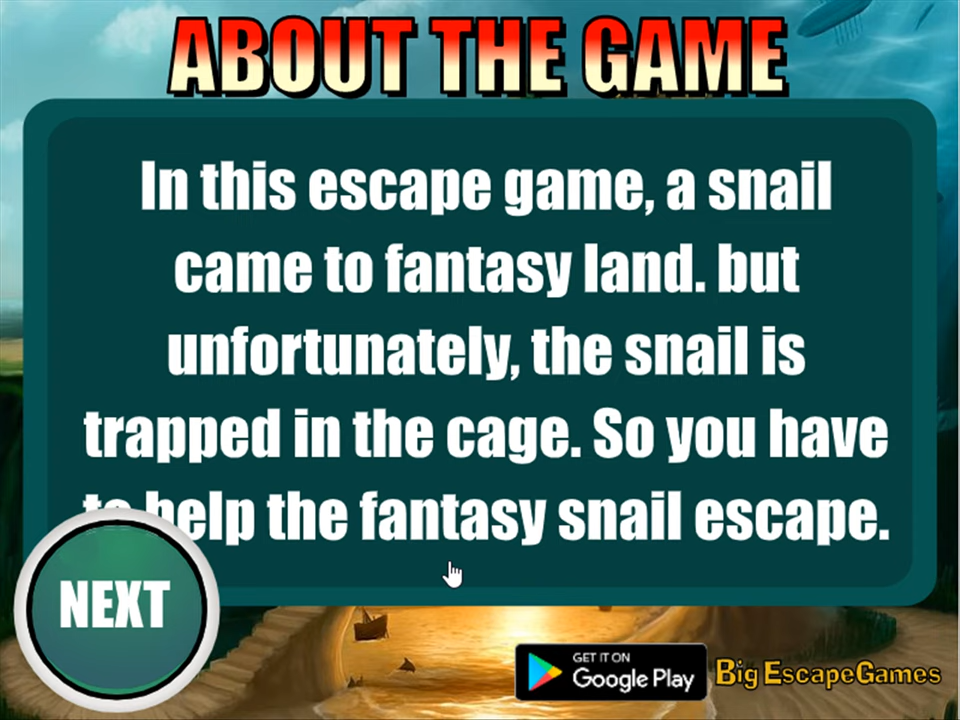 ABOUT THE GAME
In this escape game, a snail
came to fantasy land. but
unfortunately, the snail is
trapped in the cage. So you have
to help the fantasy snail escape.
NEXT
GET IT ON
Google Play
Big EscapeGames